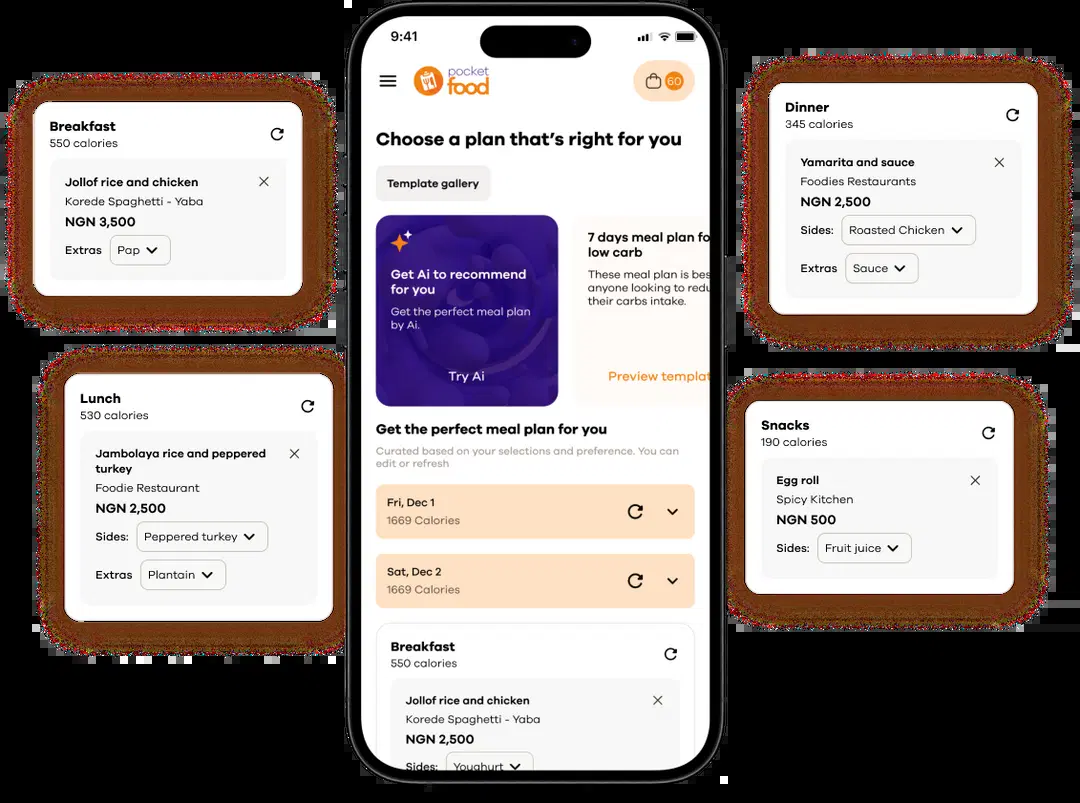 Breakfast
550 calories
Jollof rice and chicken
Korede Spaghetti - Yaba
NGN 3,500
Extras Pap
Lunch
530 calories
Jambolaya rice and peppered
turkey
Foodie Restaurant
NGN 2,500
Sides: Peppered turkey
Extras Plantain
9:41
pocket
food
60
Choose a plan that's right for you
Template gallery
Get Ai to recommend
for you
Get the perfect meal plan
by Ai.
Try Ai
7 days meal plan fo
low carb
These meal plan is bes
anyone looking to redu
their carbs intake.
Preview templat
Get the perfect meal plan for you
Curated based on your selections and preference. You can
edit or refresh
Fri, Dec 1
1669 Calories
Sat, Dec 2
1669 Calories
Breakfast
550 calories
Jollof rice and chicken
Korede Spaghetti - Yaba
NGN 2,500
Sides: Youghurt
Dinner
345 calories
Yamarita and sauce
Foodies Restaurants
NGN 2,500
Sides: Roasted Chicken
Extras Sauce
Snacks
190 calories
Egg roll
Spicy Kitchen
NGN 500
Sides: Fruit juice